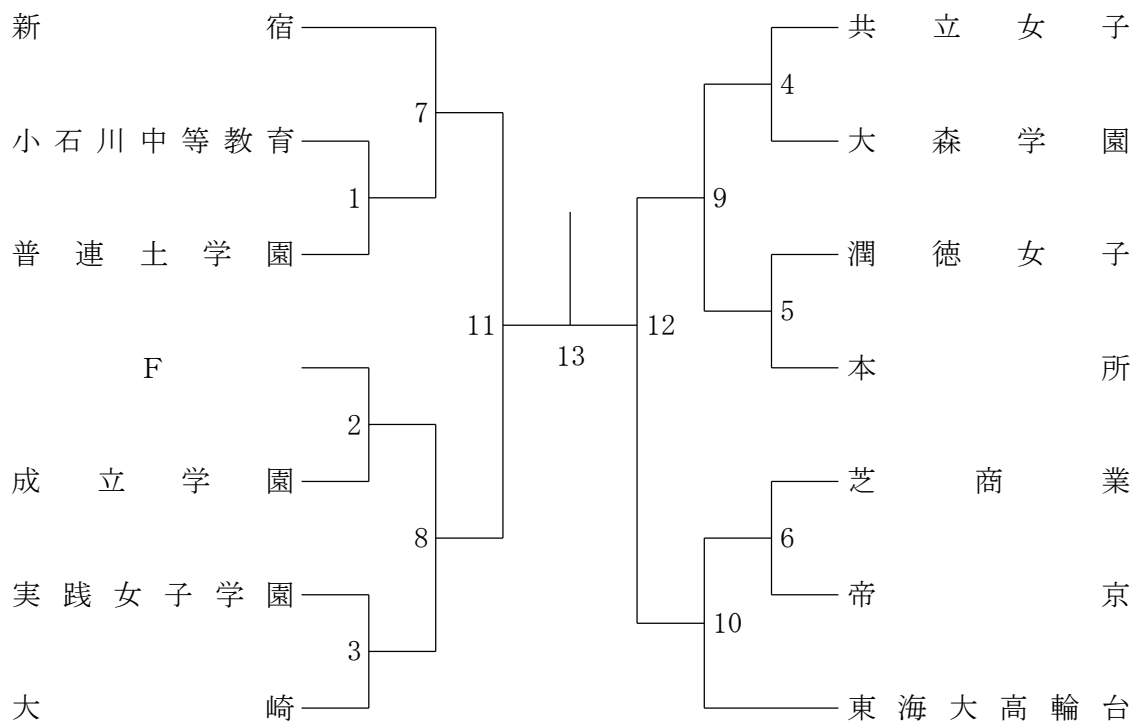 新宿
共立女子
4
7
小石川中等教育
大森学園
1
9
普連土学園
潤徳女子
5
11
12
13
F
本所
2
成立学園
芝商業
8
6
実践女子学園
帝京
10
3
大崎
東海大高輪台